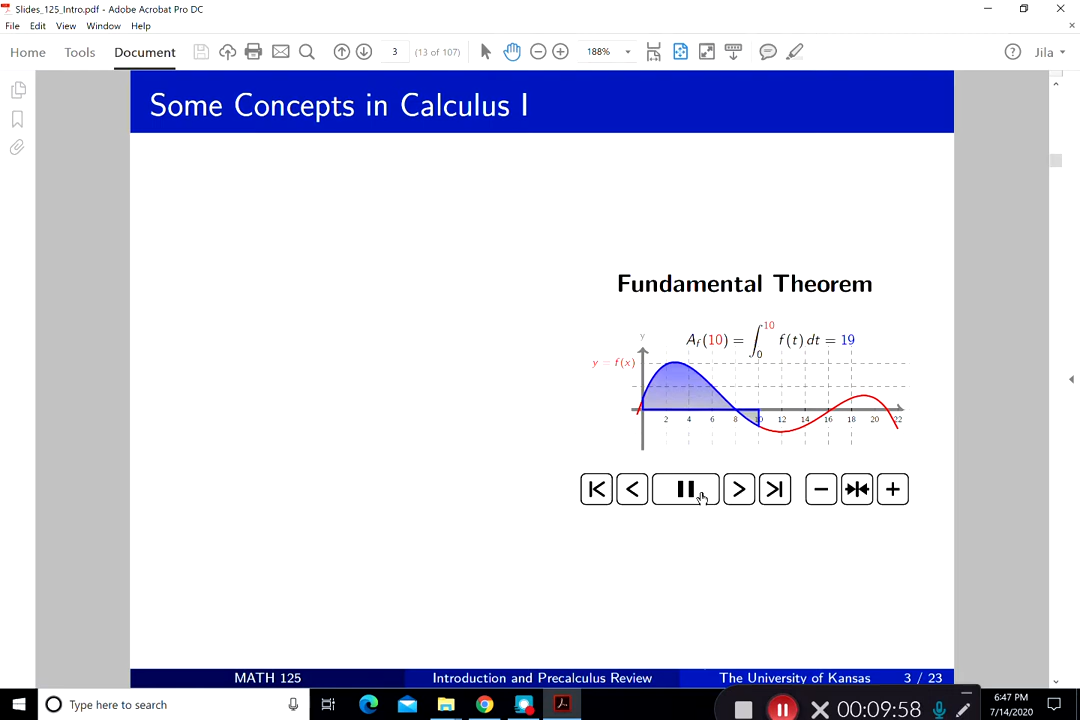 Slides_125_Intro.pdf - Adobe Acrobat Pro DC
File Edit View Window Help
Home Tools Document 3 (13 of 107) 188% Jila
Some Concepts in Calculus I
Fundamental Theorem
A_f(10) = ∫_0^10 f(t) dt = 19
y
y = f(x)
2 4 6 8 10 12 14 16 18 20 22
MATH 125 Introduction and Precalculus Review The University of Kansas 3 / 23
Type here to search
00:09:58
6:47 PM
7/14/2020